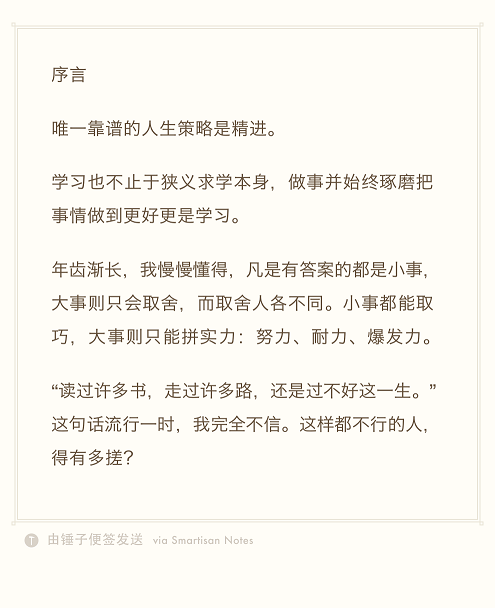 序言
唯一靠谱的人生策略是精进。
学习也不止于狭义求学本身，做事并始终琢磨把
事情做到更好更是学习。
年齿渐长，我慢慢懂得，凡是有答案的都是小事，
大事则只会取舍，而取舍人各不同。小事都能取
巧，大事则只能拼实力：努力、耐力、爆发力。
“读过许多书，走过许多路，还是过不好这一生。”
这句话流行一时，我完全不信。这样都不行的人，
得有多搓？
T 由锤子便签发送 via Smartisan Notes